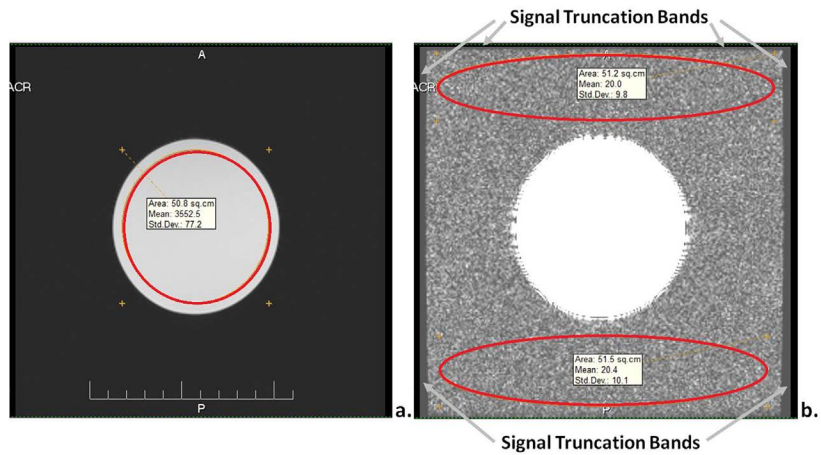 Signal Truncation Bands
A
ACR
Area: 50.8 sq.cm
Mean: 3552.5
Std.Dev.: 77.2
P
a.
A
ACR
Area: 51.2 sq.cm
Mean: 20.0
Std.Dev.: 9.8
Area: 51.5 sq.cm
Mean: 20.4
Std.Dev.: 10.1
P
b.
Signal Truncation Bands